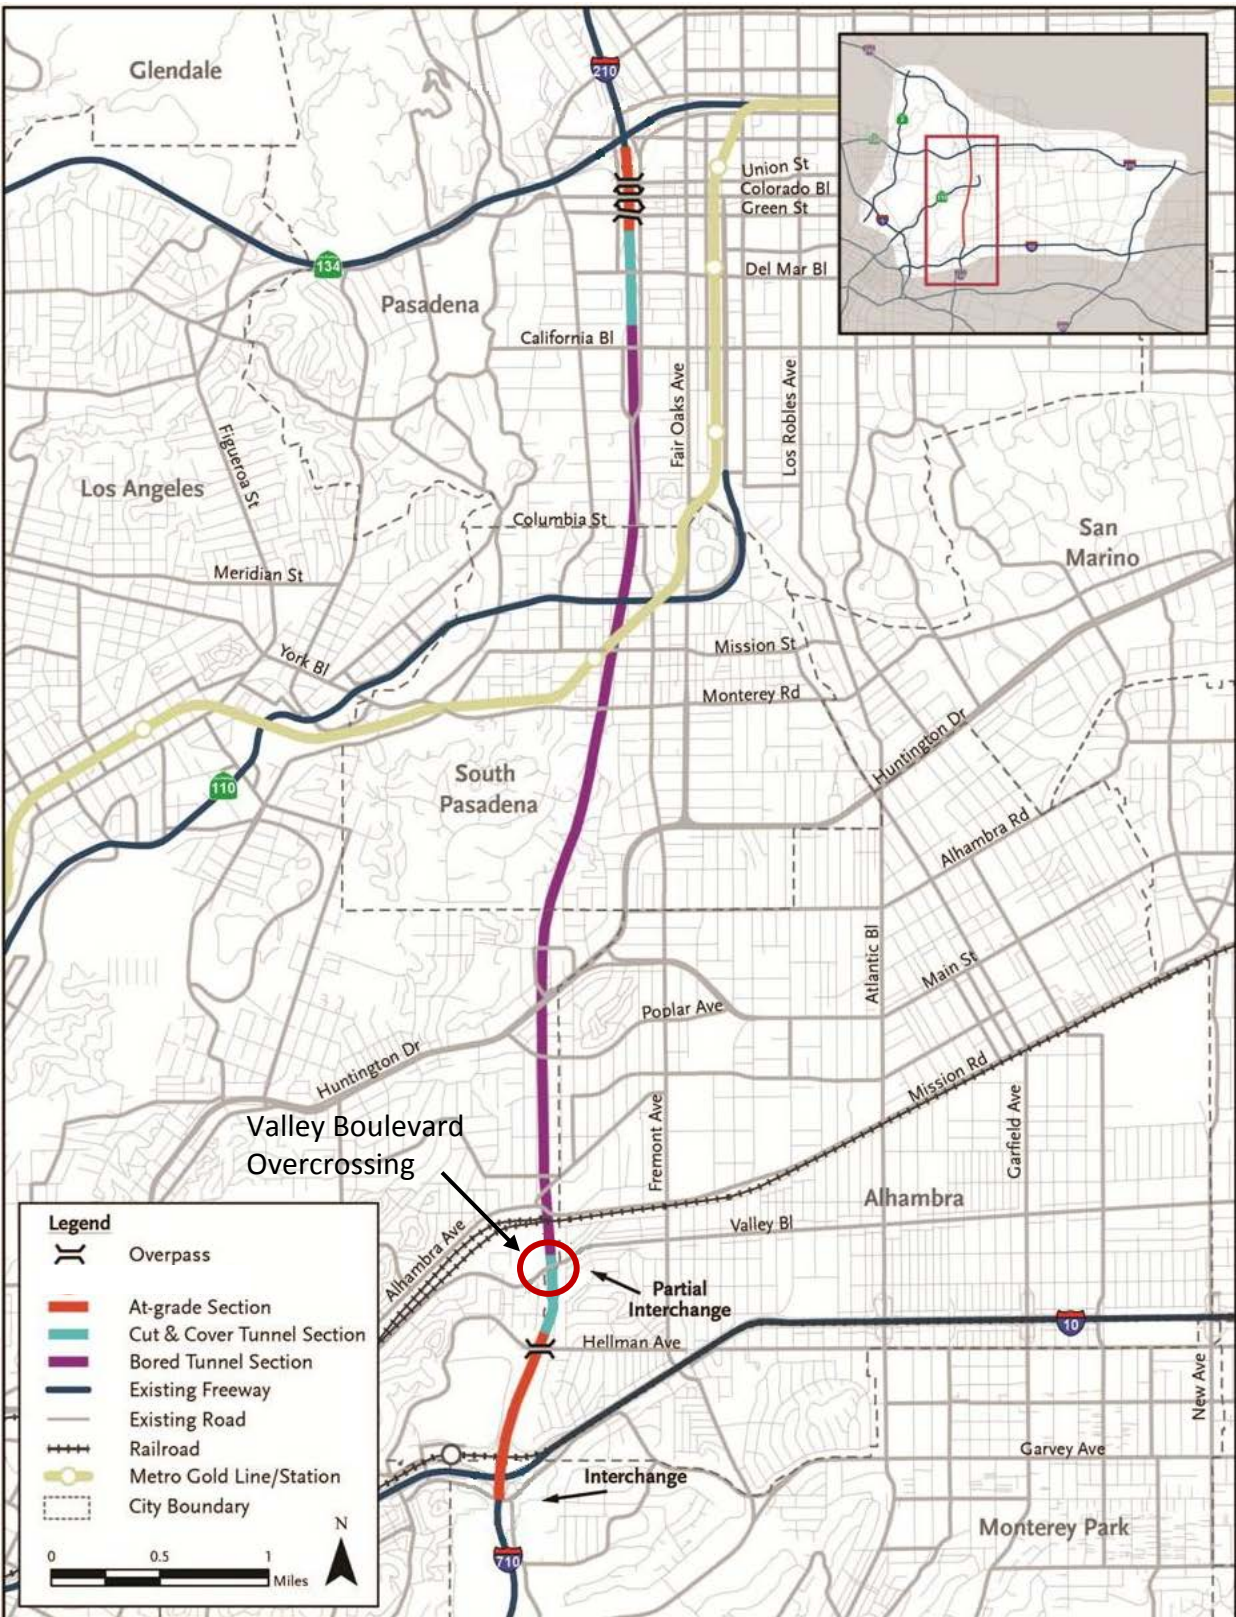 Glendale
210
Union St
Colorado Bl
Green St
134
Del Mar Bl
Pasadena
California Bl
Fair Oaks Ave
Los Robles Ave
Figueroa St
Los Angeles
Columbia St
San
Marino
Meridian St
York Bl
Mission St
Monterey Rd
Huntington Dr
South
Pasadena
110
Alhambra Rd
Atlantic Bl
Main St
Poplar Ave
Huntington Dr
Mission Rd
Fremont Ave
Garfield Ave
Valley Boulevard
Overcrossing
Alhambra
Valley Bl
Alhambra Ave
Partial
Interchange
10
Hellman Ave
New Ave
Garvey Ave
Interchange
Monterey Park
710
Legend
Overpass
At-grade Section
Cut & Cover Tunnel Section
Bored Tunnel Section
Existing Freeway
Existing Road
Railroad
Metro Gold Line/Station
City Boundary
N
0 0.5 1
Miles